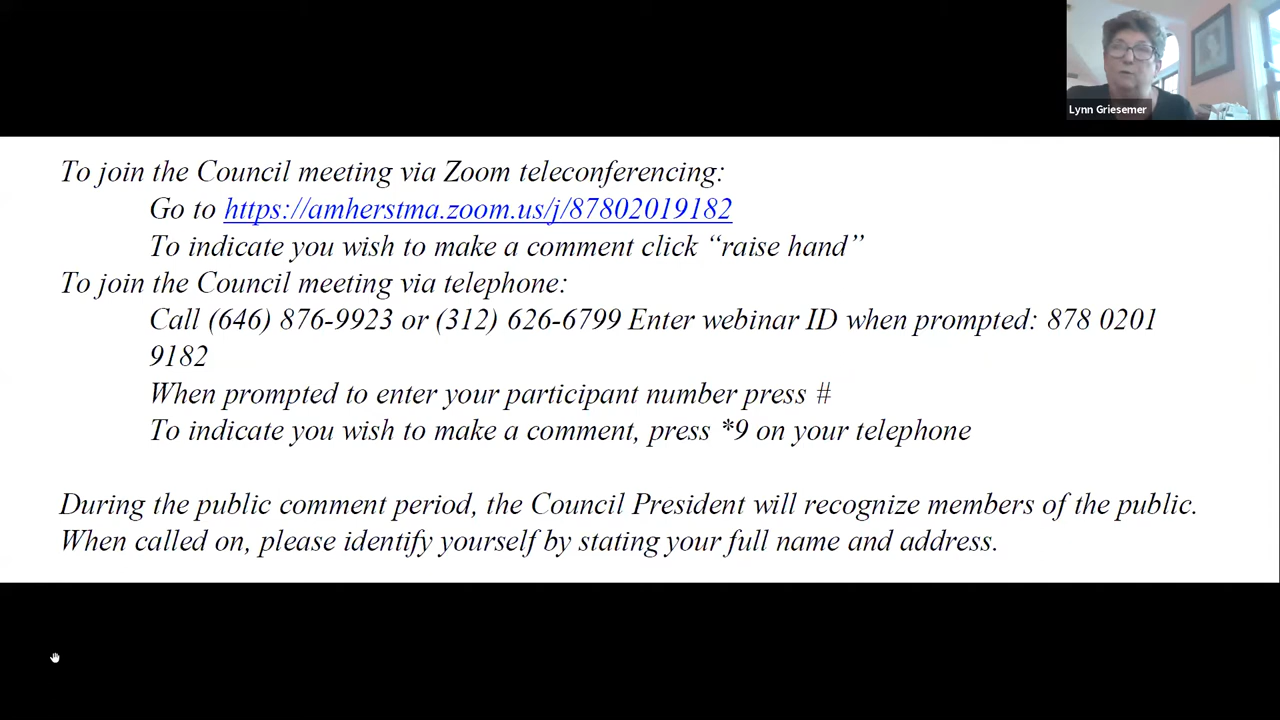 Lynn Griesemer
To join the Council meeting via Zoom teleconferencing:
Go to https://amherstma.zoom.us/j/87802019182
To indicate you wish to make a comment click “raise hand”
To join the Council meeting via telephone:
Call (646) 876-9923 or (312) 626-6799 Enter webinar ID when prompted: 878 0201
9182
When prompted to enter your participant number press #
To indicate you wish to make a comment, press *9 on your telephone
During the public comment period, the Council President will recognize members of the public.
When called on, please identify yourself by stating your full name and address.